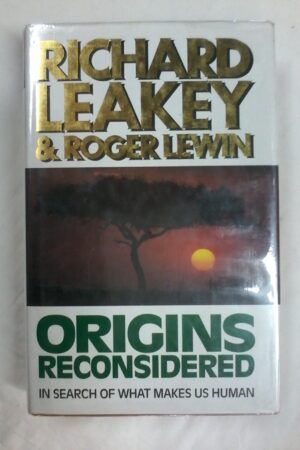 RICHARD
LEAKEY
& ROGER LEWIN
ORIGINS
RECONSIDERED
IN SEARCH OF WHAT MAKES US HUMAN